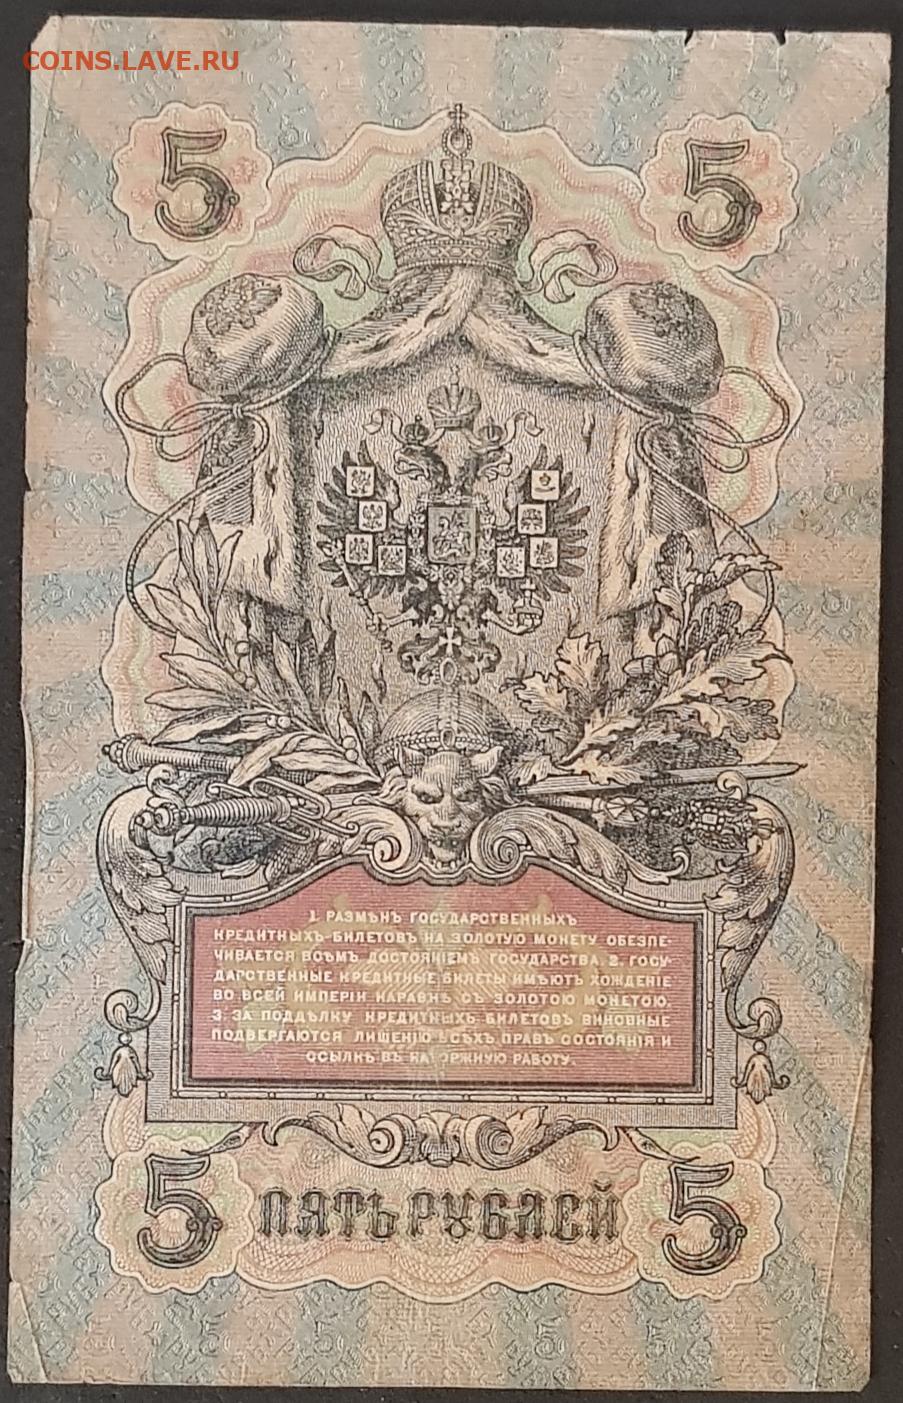 COINS.LAVE.RU
5 5
1. РАЗМѢНЪ ГОСУДАРСТВЕННЫХЪ
КРЕДИТНЫХЪ БИЛЕТОВЪ НА ЗОЛОТУЮ МОНЕТУ ОБЕЗПЕ-
ЧИВАЕТСЯ ВСѢМЪ ДОСТОЯНІЕМЪ ГОСУДАРСТВА. 2. ГОСУ-
ДАРСТВЕННЫЕ КРЕДИТНЫЕ БИЛЕТЫ ИМѢЮТЪ ХОЖДЕНІЕ
ВО ВСЕЙ ИМПЕРІИ НАРАВНѢ СЪ ЗОЛОТОЮ МОНЕТОЮ.
3. ЗА ПОДДѢЛКУ КРЕДИТНЫХЪ БИЛЕТОВЪ ВИНОВНЫЕ
ПОДВЕРГАЮТСЯ ЛИШЕНІЮ ВСѢХЪ ПРАВЪ СОСТОЯНІЯ И
ССЫЛКѢ ВЪ КАТОРЖНУЮ РАБОТУ.
5 ПЯТЬ РУБЛЕЙ 5